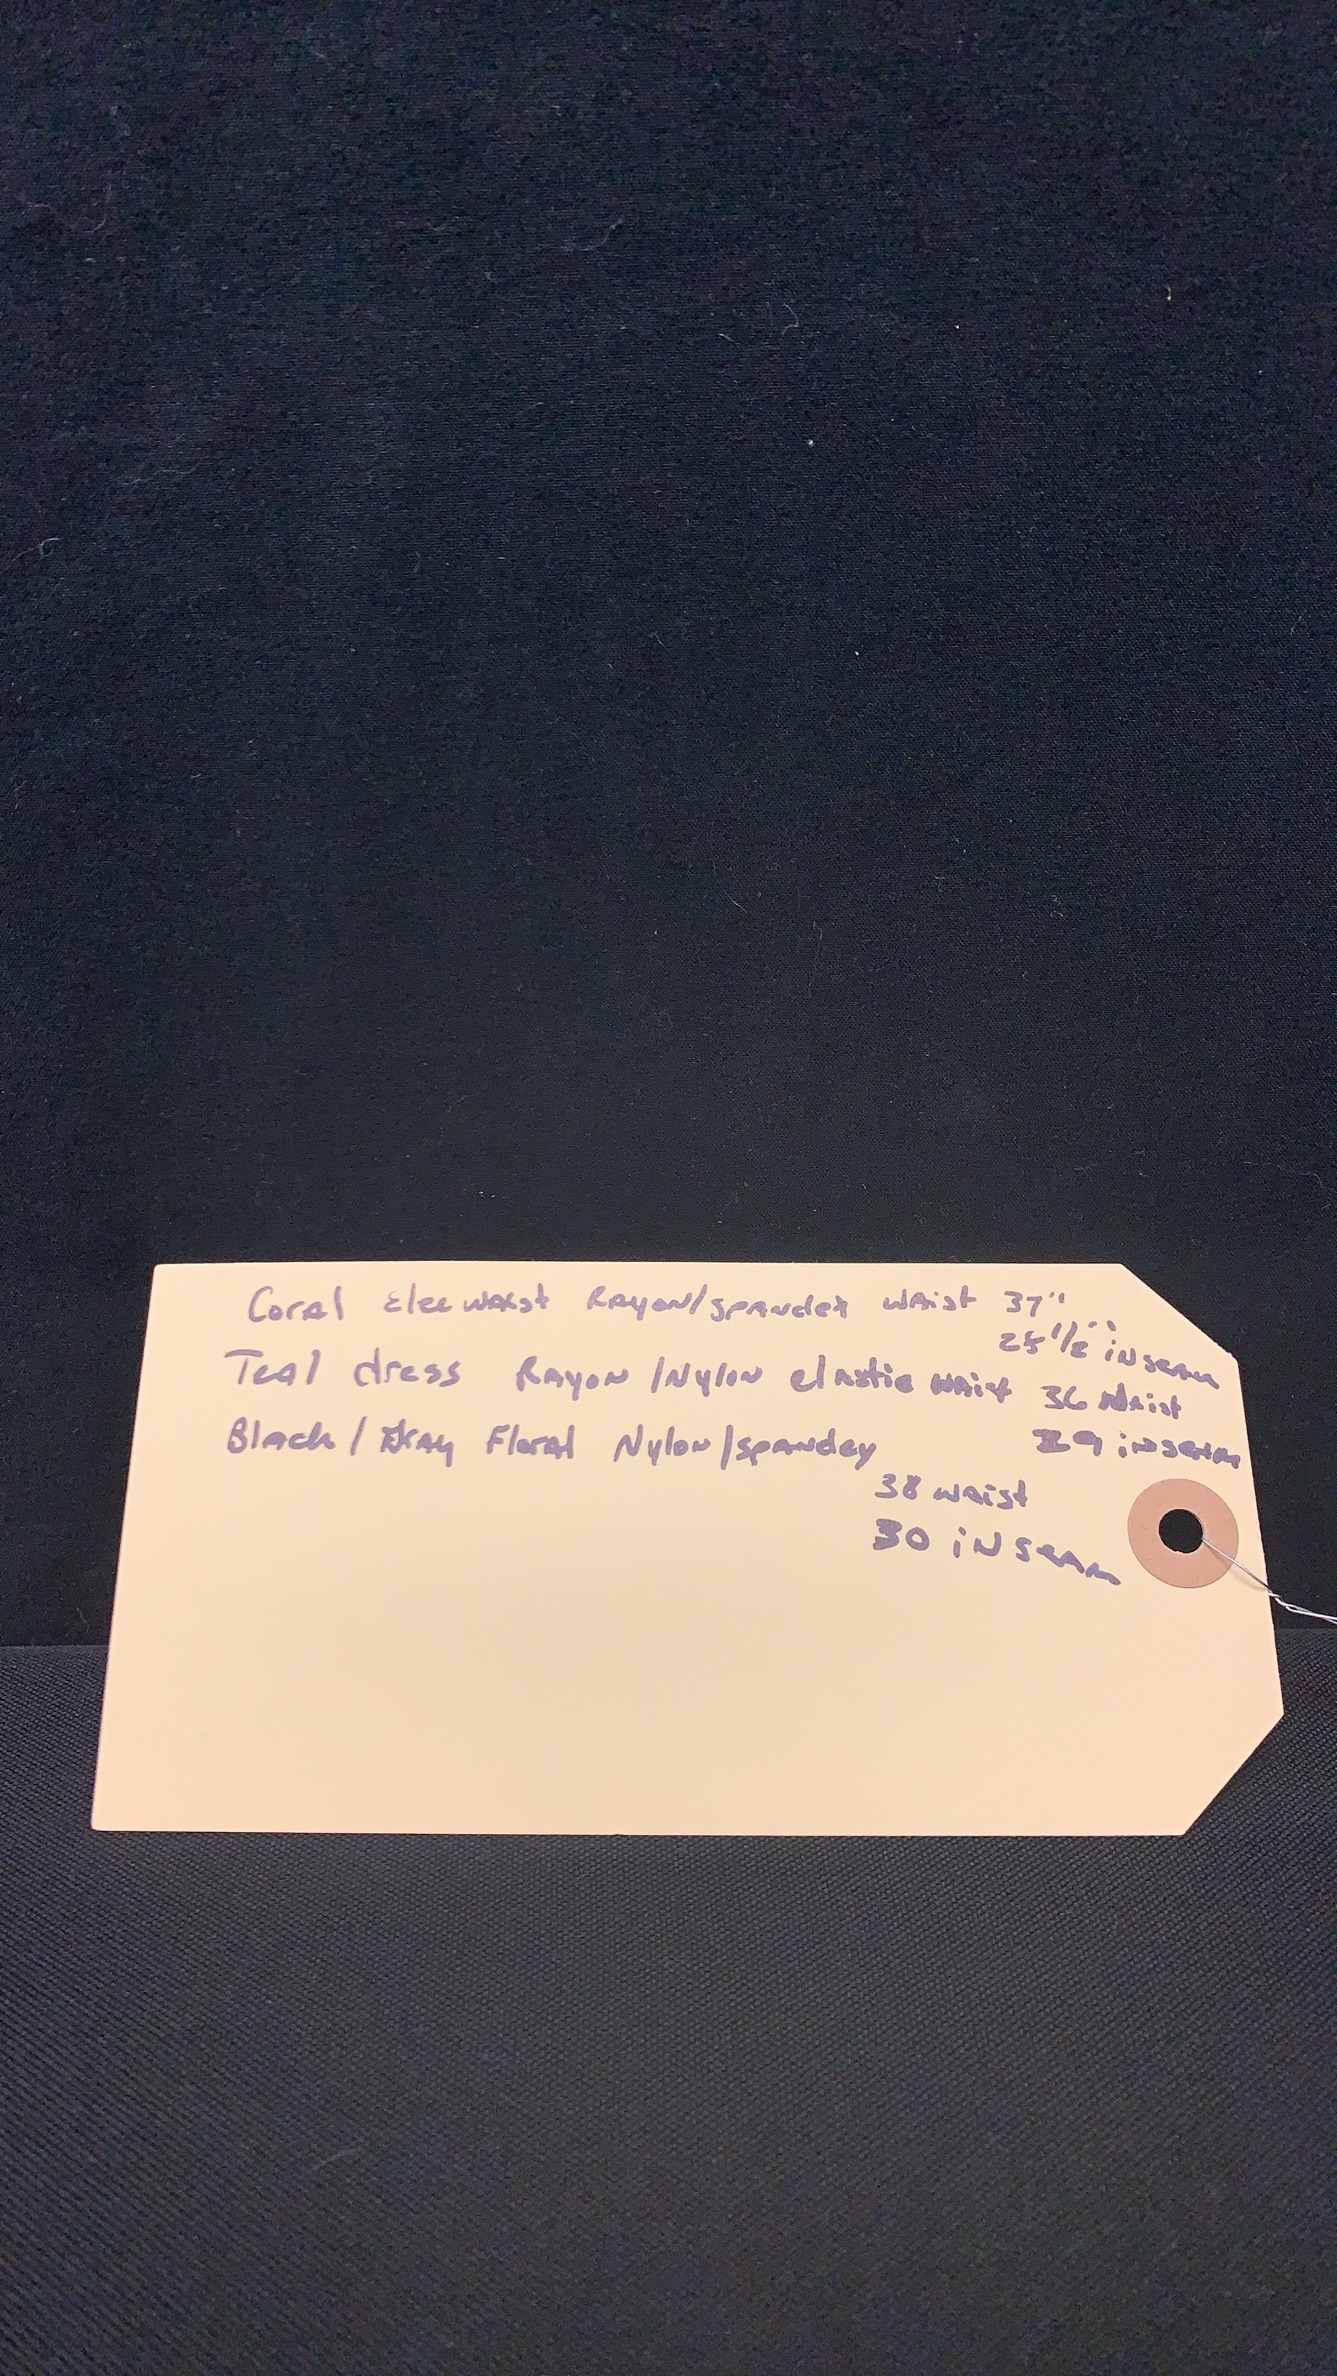 Coral Elec waist Rayon/spandex waist 37"
25 1/2" inseam
Teal dress Rayon/Nylon elastic waist 36 waist
29 inseam
Black/Gray Floral Nylon/spandex
38 waist
30 inseam